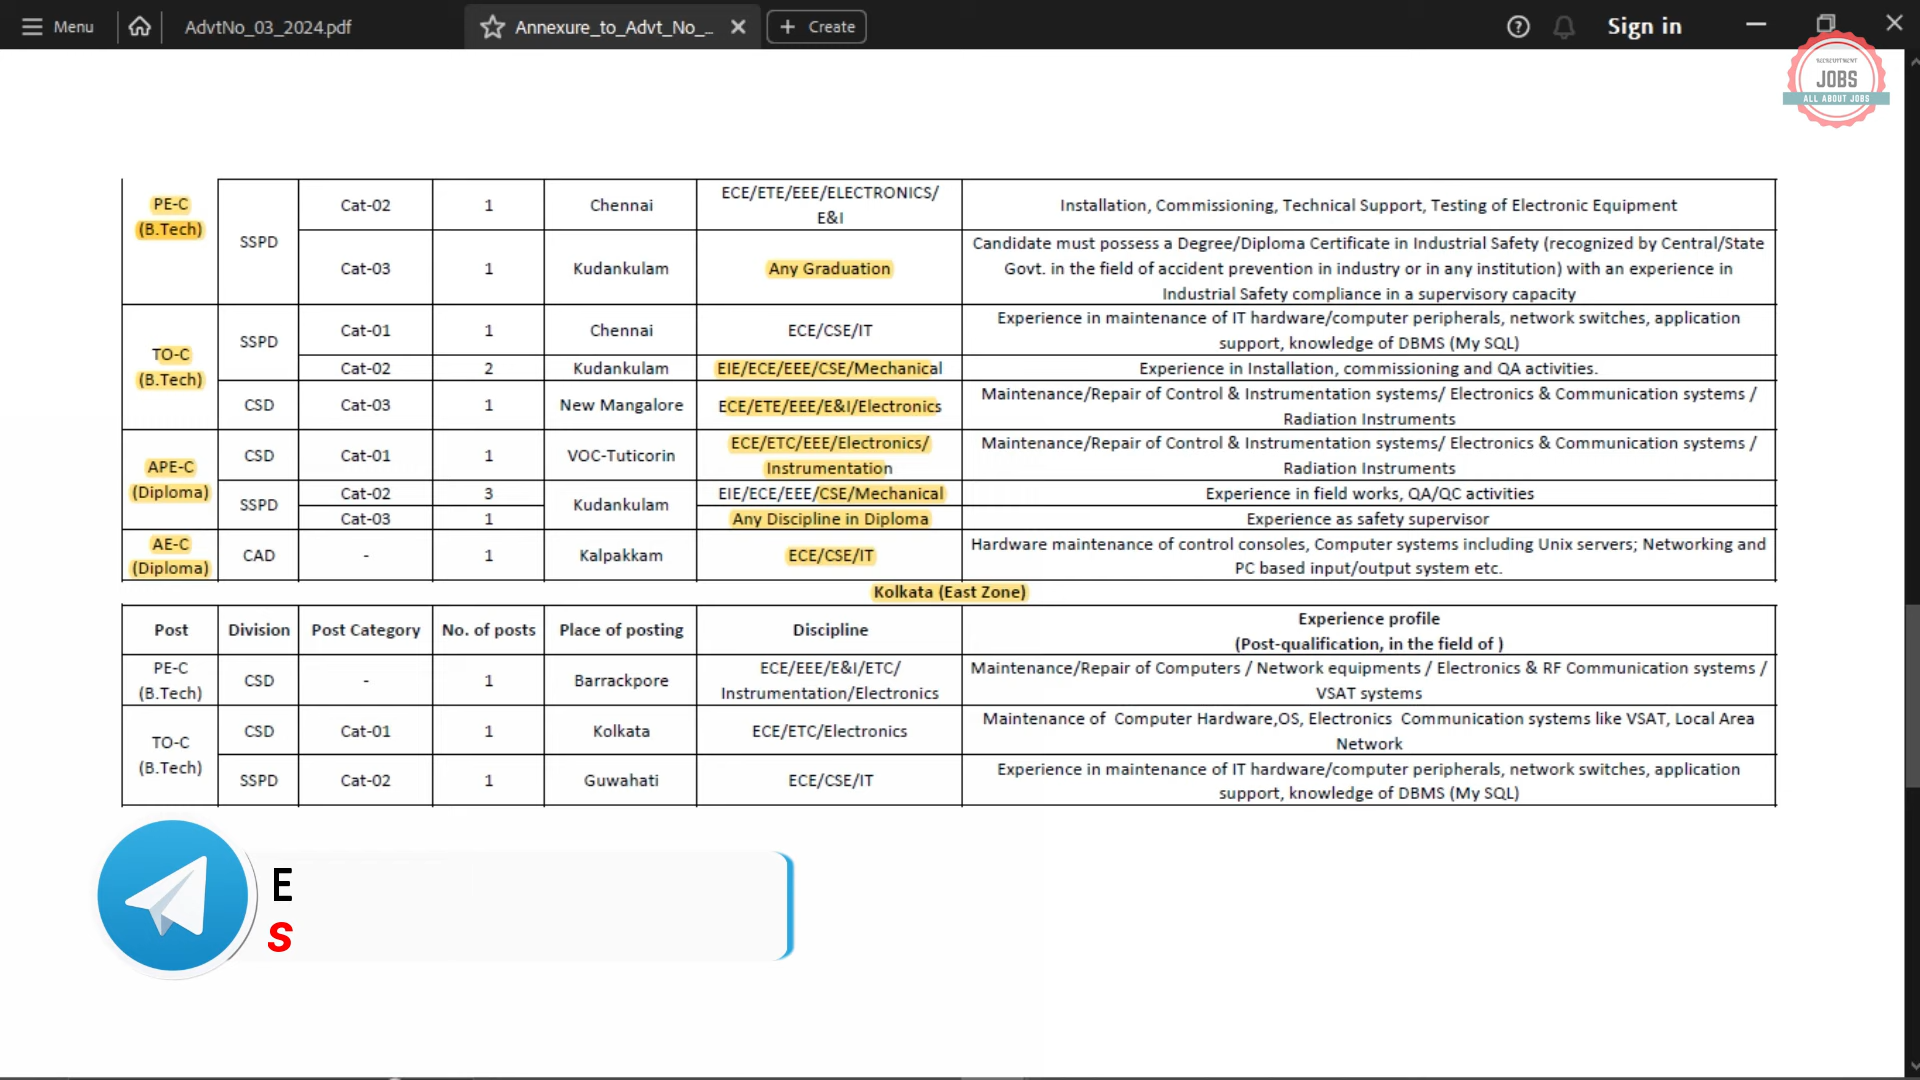 Menu
AdvtNo_03_2024.pdf
Annexure_to_Advt_No_...
Create
Sign in
RECRUITMENT
JOBS
ALL ABOUT JOBS
PE-C
(B.Tech)
SSPD
Cat-02
1
Chennai
ECE/ETE/EEE/ELECTRONICS/
E&I
Installation, Commissioning, Technical Support, Testing of Electronic Equipment
Cat-03
1
Kudankulam
Any Graduation
Candidate must possess a Degree/Diploma Certificate in Industrial Safety (recognized by Central/State
Govt. in the field of accident prevention in industry or in any institution) with an experience in
Industrial Safety compliance in a supervisory capacity
TO-C
(B.Tech)
SSPD
Cat-01
1
Chennai
ECE/CSE/IT
Experience in maintenance of IT hardware/computer peripherals, network switches, application
support, knowledge of DBMS (My SQL)
Cat-02
2
Kudankulam
EIE/ECE/EEE/CSE/Mechanical
Experience in Installation, commissioning and QA activities.
CSD
Cat-03
1
New Mangalore
ECE/ETE/EEE/E&I/Electronics
Maintenance/Repair of Control & Instrumentation systems/ Electronics & Communication systems /
Radiation Instruments
APE-C
(Diploma)
CSD
Cat-01
1
VOC-Tuticorin
ECE/ETC/EEE/Electronics/
Instrumentation
Maintenance/Repair of Control & Instrumentation systems/ Electronics & Communication systems /
Radiation Instruments
SSPD
Cat-02
3
Kudankulam
EIE/ECE/EEE/CSE/Mechanical
Experience in field works, QA/QC activities
Cat-03
1
Any Discipline in Diploma
Experience as safety supervisor
AE-C
(Diploma)
CAD
-
1
Kalpakkam
ECE/CSE/IT
Hardware maintenance of control consoles, Computer systems including Unix servers; Networking and
PC based input/output system etc.
Kolkata (East Zone)
Post
Division
Post Category
No. of posts
Place of posting
Discipline
Experience profile
(Post-qualification, in the field of )
PE-C
(B.Tech)
CSD
-
1
Barrackpore
ECE/EEE/E&I/ETC/
Instrumentation/Electronics
Maintenance/Repair of Computers / Network equipments / Electronics & RF Communication systems /
VSAT systems
TO-C
(B.Tech)
CSD
Cat-01
1
Kolkata
ECE/ETC/Electronics
Maintenance of Computer Hardware,OS, Electronics Communication systems like VSAT, Local Area
Network
SSPD
Cat-02
1
Guwahati
ECE/CSE/IT
Experience in maintenance of IT hardware/computer peripherals, network switches, application
support, knowledge of DBMS (My SQL)
E
S